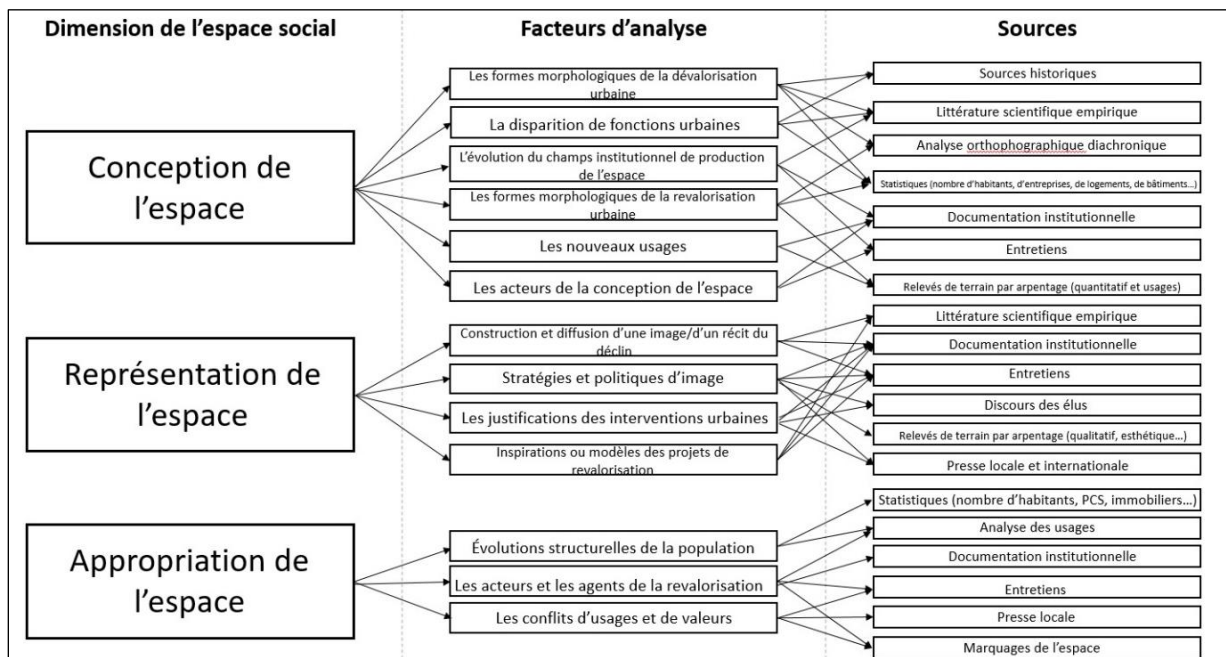 Dimension de l’espace social
Facteurs d’analyse
Sources
Conception de
l’espace
Les formes morphologiques de la dévalorisation
urbaine
La disparition de fonctions urbaines
L’évolution du champs institutionnel de production
de l’espace
Les formes morphologiques de la revalorisation
urbaine
Les nouveaux usages
Les acteurs de la conception de l’espace
Sources historiques
Littérature scientifique empirique
Analyse orthophographique diachronique
Statistiques (nombre d’habitants, d’entreprises, de logements, de bâtiments…)
Documentation institutionnelle
Entretiens
Relevés de terrain par arpentage (quantitatif et usages)
Représentation de
l’espace
Construction et diffusion d’une image/d’un récit du
déclin
Stratégies et politiques d’image
Les justifications des interventions urbaines
Inspirations ou modèles des projets de
revalorisation
Littérature scientifique empirique
Documentation institutionnelle
Entretiens
Discours des élus
Relevés de terrain par arpentage (qualitatif, esthétique…)
Presse locale et internationale
Appropriation de
l’espace
Évolutions structurelles de la population
Les acteurs et les agents de la revalorisation
Les conflits d’usages et de valeurs
Statistiques (nombre d’habitants, PCS, immobiliers…)
Analyse des usages
Documentation institutionnelle
Entretiens
Presse locale
Marquages de l’espace